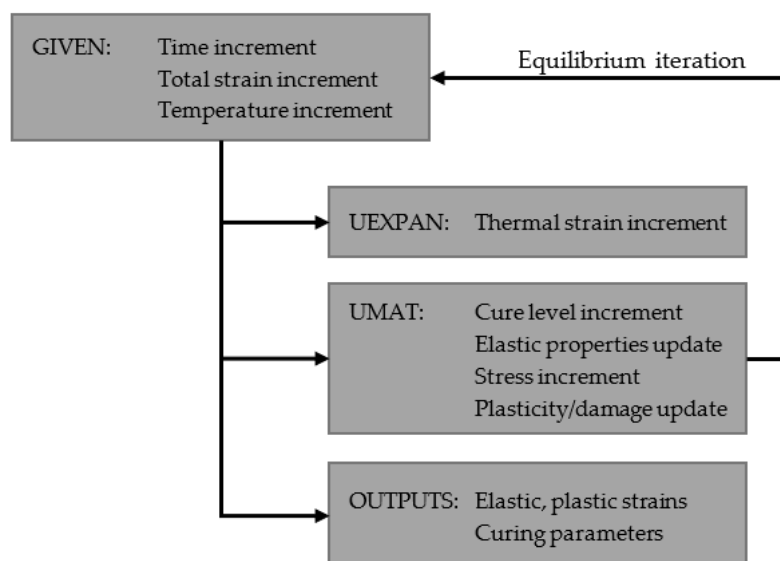 GIVEN: Time increment
Total strain increment
Temperature increment
Equilibrium iteration
UEXPAN: Thermal strain increment
UMAT: Cure level increment
Elastic properties update
Stress increment
Plasticity/damage update
OUTPUTS: Elastic, plastic strains
Curing parameters